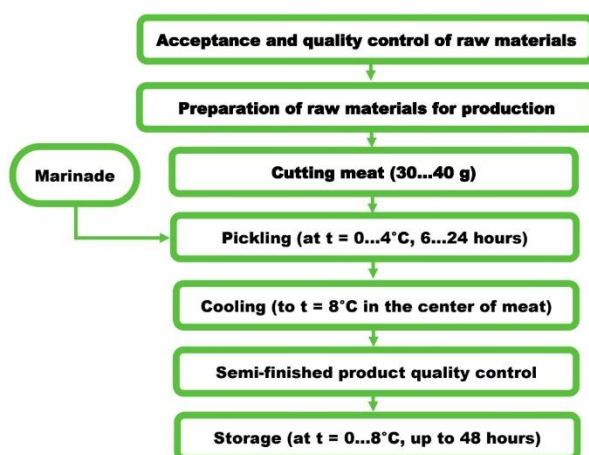 Acceptance and quality control of raw materials
Preparation of raw materials for production
Marinade
Cutting meat (30...40 g)
Pickling (at t = 0...4°C, 6...24 hours)
Cooling (to t = 8°C in the center of meat)
Semi-finished product quality control
Storage (at t = 0...8°C, up to 48 hours)